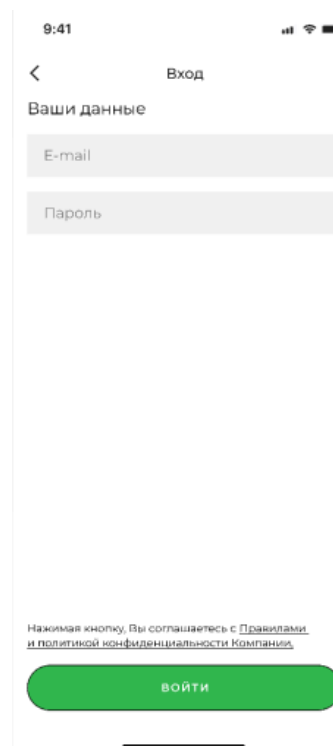 9:41
Вход
Ваши данные
E-mail
Пароль
Нажимая кнопку, Вы соглашаетесь с Правилами
и политикой конфиденциальности Компании.
ВОЙТИ